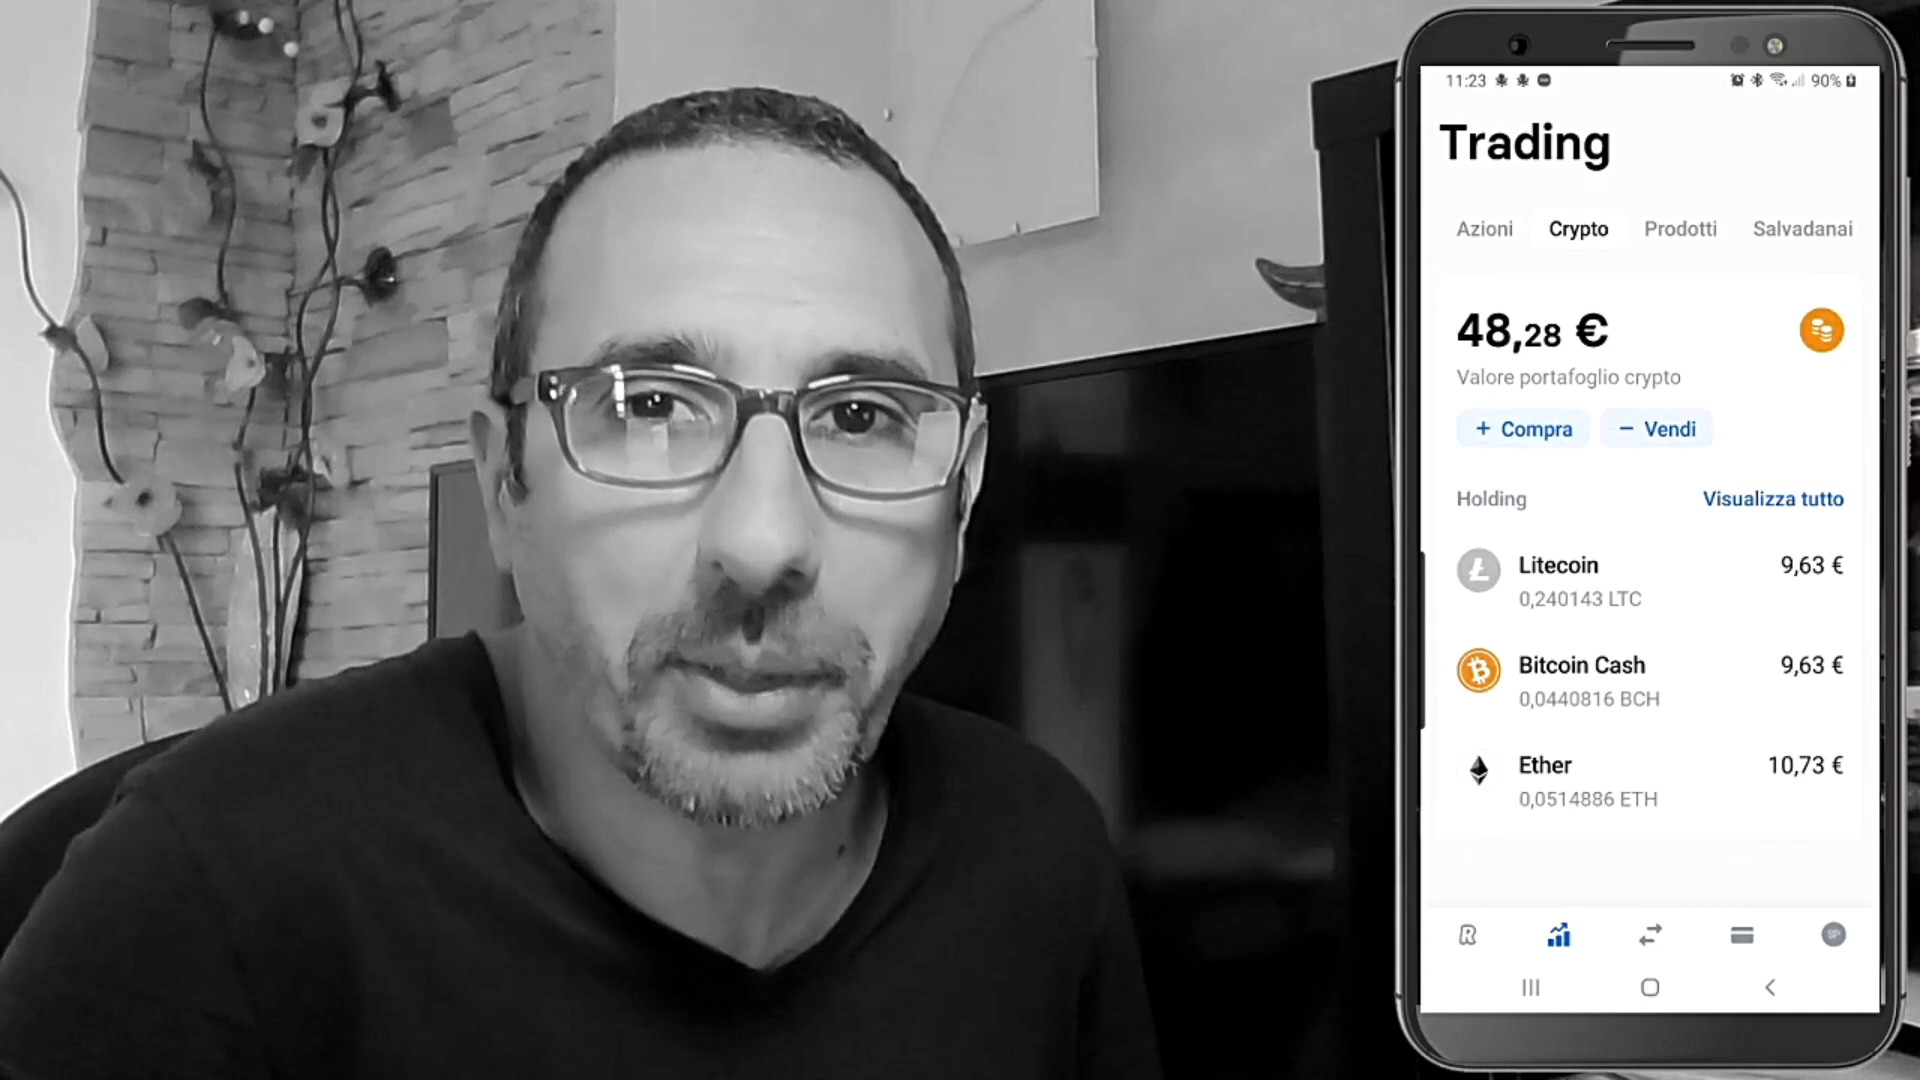 11:23 90%
Trading
Azioni Crypto Prodotti Salvadanai
48,28 €
Valore portafoglio crypto
+ Compra − Vendi
Holding Visualizza tutto
Litecoin 9,63 €
0,240143 LTC
Bitcoin Cash 9,63 €
0,0440816 BCH
Ether 10,73 €
0,0514886 ETH
R
SP